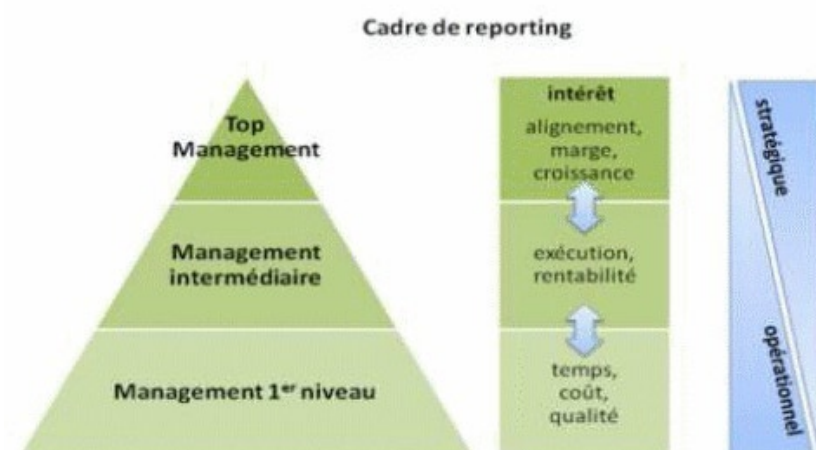 Cadre de reporting
Top
Management
Management
intermédiaire
Management 1er niveau
intérêt
alignement,
marge,
croissance
exécution,
rentabilité
temps,
coût,
qualité
stratégique
opérationnel